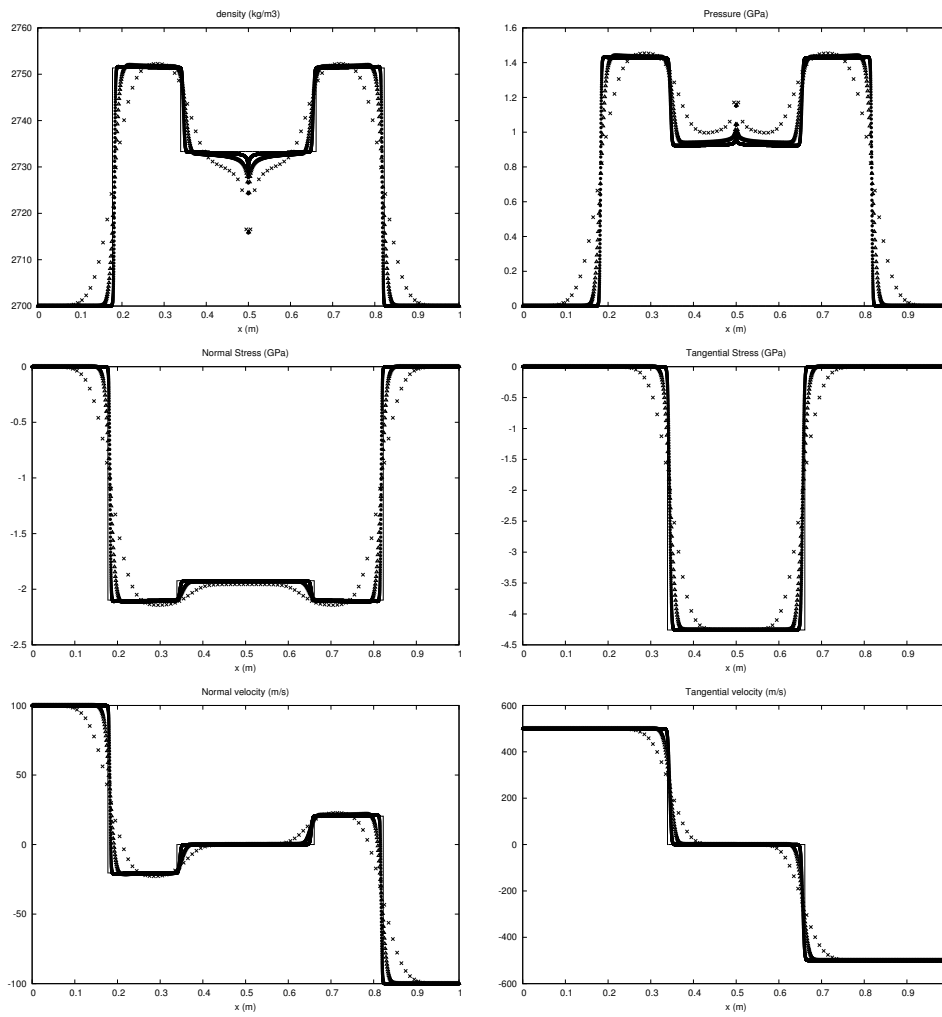 density (kg/m3)
2760
2750
2740
2730
2720
2710
2700
0 0.1 0.2 0.3 0.4 0.5 0.6 0.7 0.8 0.9 1
x (m)
Pressure (GPa)
1.6
1.4
1.2
1
0.8
0.6
0.4
0.2
0
0 0.1 0.2 0.3 0.4 0.5 0.6 0.7 0.8 0.9
x (m)
Normal Stress (GPa)
0
-0.5
-1
-1.5
-2
-2.5
0 0.1 0.2 0.3 0.4 0.5 0.6 0.7 0.8 0.9 1
x (m)
Tangential Stress (GPa)
0
-0.5
-1
-1.5
-2
-2.5
-3
-3.5
-4
-4.5
0 0.1 0.2 0.3 0.4 0.5 0.6 0.7 0.8 0.9
x (m)
Normal velocity (m/s)
100
50
0
-50
-100
0 0.1 0.2 0.3 0.4 0.5 0.6 0.7 0.8 0.9 1
x (m)
Tangential velocity (m/s)
600
400
200
0
-200
-400
-600
0 0.1 0.2 0.3 0.4 0.5 0.6 0.7 0.8 0.9
x (m)